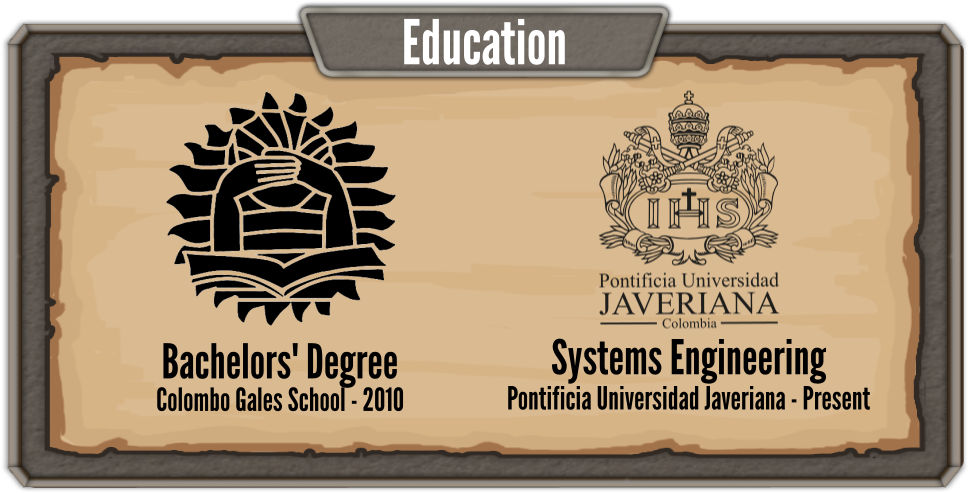 Education
IHS
Pontificia Universidad
JAVERIANA
Colombia
Bachelors' Degree
Colombo Gales School - 2010
Systems Engineering
Pontificia Universidad Javeriana - Present